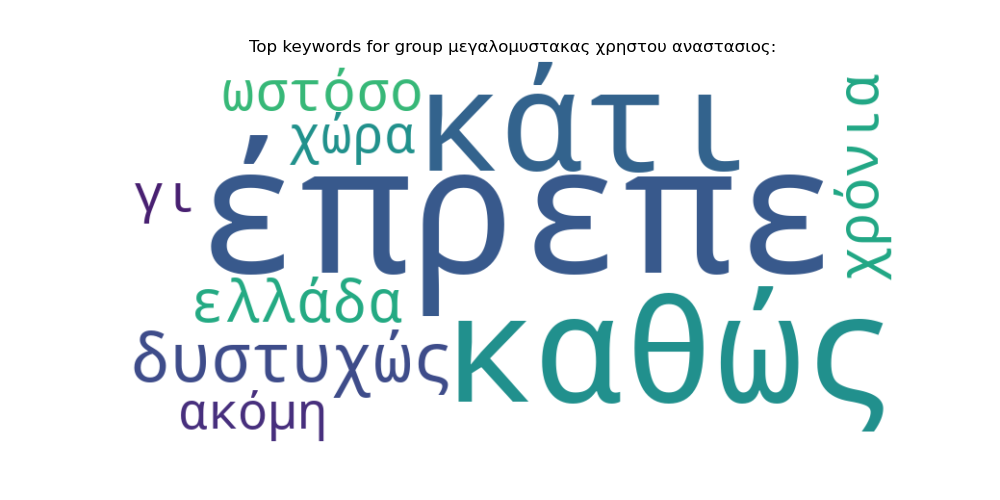 Top keywords for group μεγαλομυστακας χρηστου αναστασιος:
ωστόσο
κάτι
χώρα
χρόνια
γι
έπρεπε
ελλάδα
καθώς
δυστυχώς
ακόμη